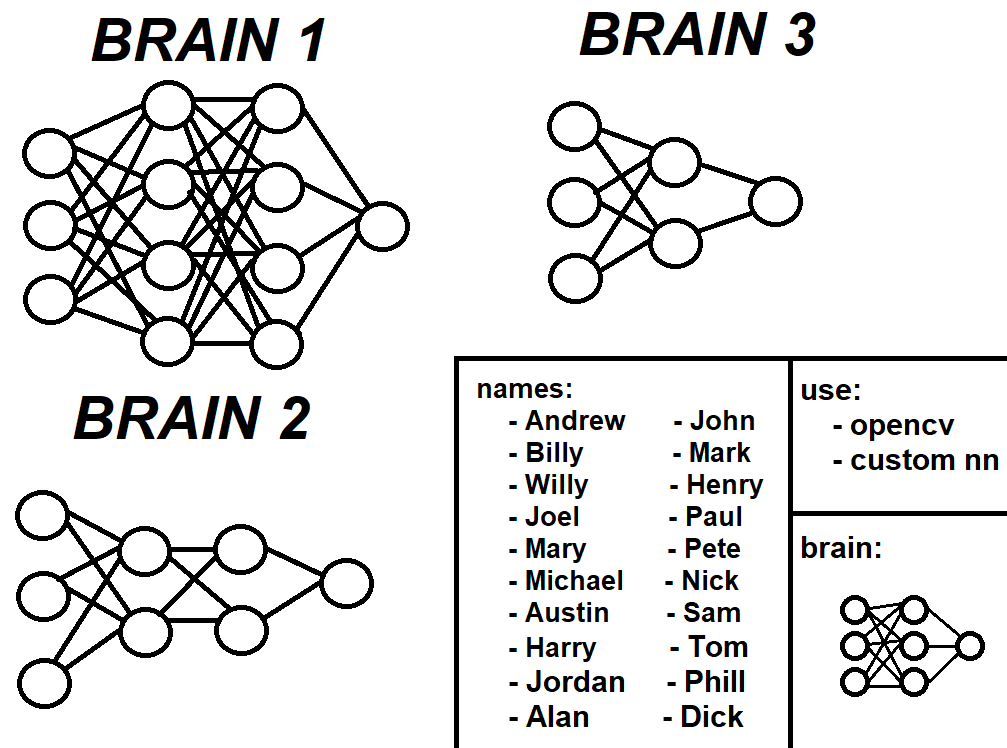 BRAIN 1
BRAIN 3
BRAIN 2
names:
- Andrew - John
- Billy - Mark
- Willy - Henry
- Joel - Paul
- Mary - Pete
- Michael - Nick
- Austin - Sam
- Harry - Tom
- Jordan - Phill
- Alan - Dick
use:
- opencv
- custom nn
brain: